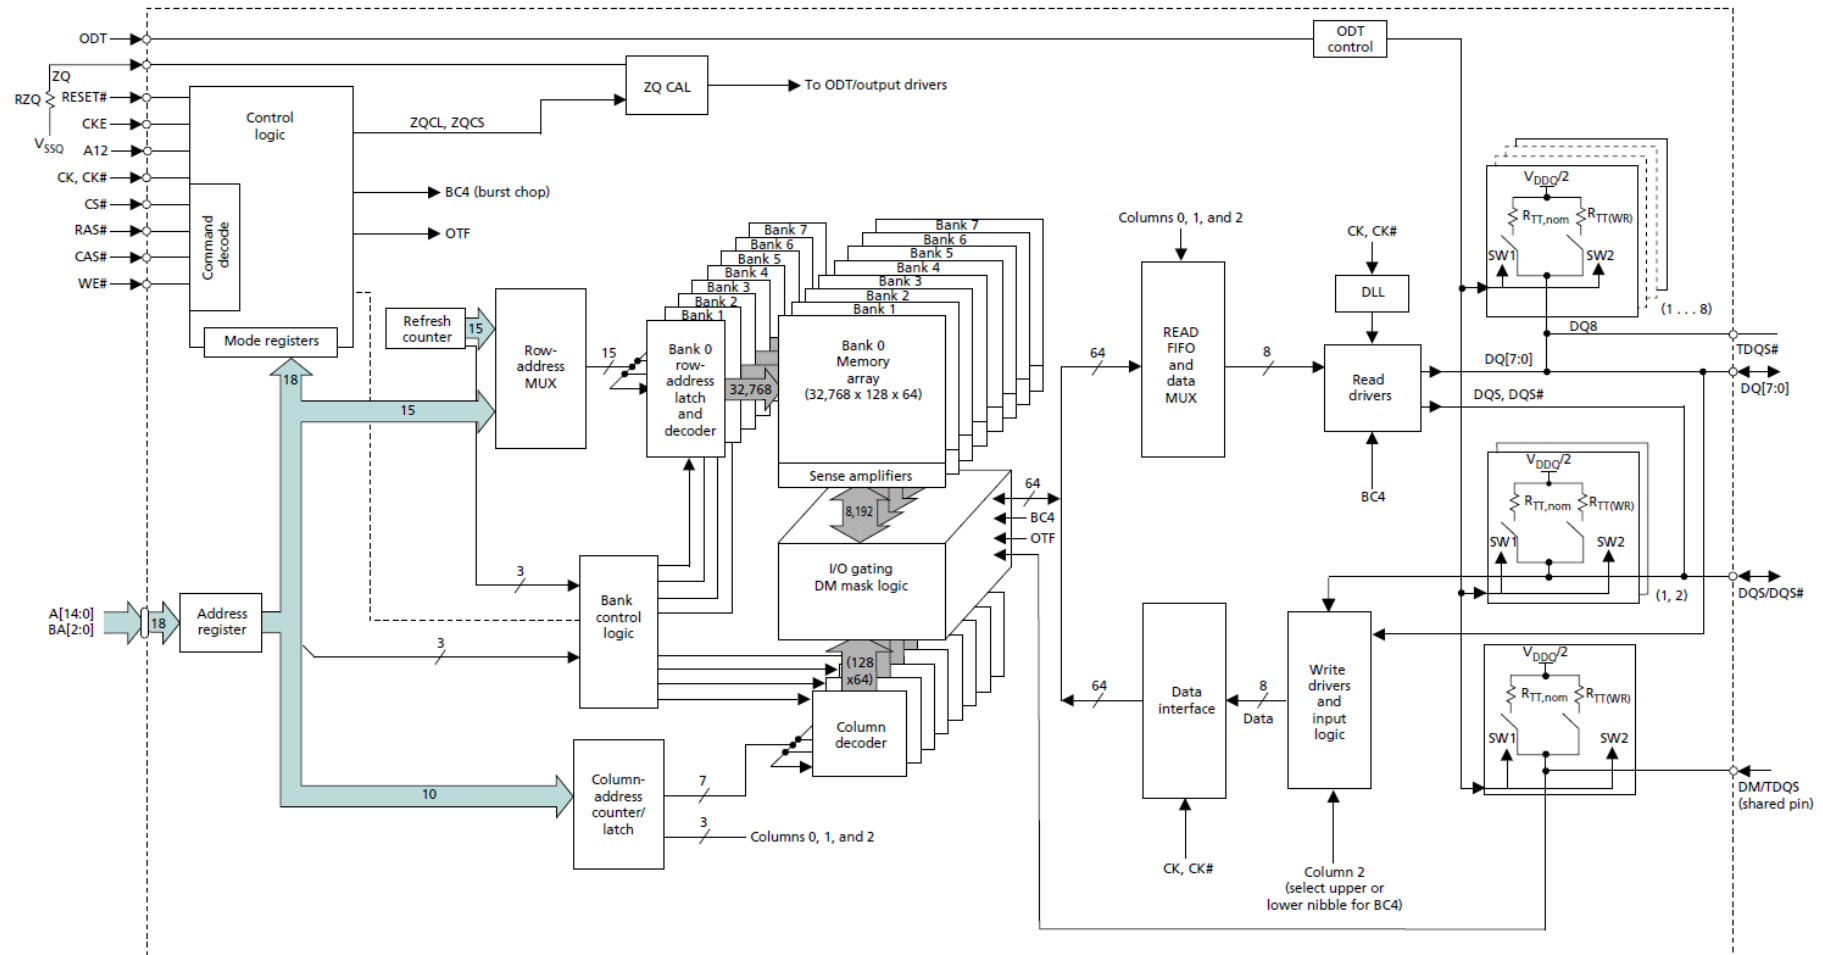 ODT
ZQ
RZQ
V_SSQ
RESET#
CKE
A12
CK, CK#
CS#
RAS#
CAS#
WE#
Control
logic
Command
decode
Mode registers
ZQCL, ZQCS
ZQ CAL
To ODT/output drivers
BC4 (burst chop)
OTF
ODT
control
Refresh
counter
15
Row-
address
MUX
15
18
15
Bank 7
Bank 6
Bank 5
Bank 4
Bank 3
Bank 2
Bank 1
Bank 0
row-
address
latch
and
decoder
32,768
Bank 7
Bank 6
Bank 5
Bank 4
Bank 3
Bank 2
Bank 1
Bank 0
Memory
array
(32,768 x 128 x 64)
Sense amplifiers
8,192
I/O gating
DM mask logic
64
BC4
OTF
A[14:0]
BA[2:0]
18
Address
register
3
3
Bank
control
logic
(128
x64)
Column
decoder
10
Column-
address
counter/
latch
7
3
Columns 0, 1, and 2
Columns 0, 1, and 2
64
READ
FIFO
and
data
MUX
8
CK, CK#
DLL
Read
drivers
BC4
DQ[7:0]
DQS, DQS#
DQ8
64
Data
interface
CK, CK#
8
Data
Write
drivers
and
input
logic
Column 2
(select upper or
lower nibble for BC4)
V_DDQ/2
R_TT,nom
R_TT(WR)
SW1
SW2
(1 . . . 8)
TDQS#
DQ[7:0]
V_DDQ/2
R_TT,nom
R_TT(WR)
SW1
SW2
(1, 2)
DQS/DQS#
V_DDQ/2
R_TT,nom
R_TT(WR)
SW1
SW2
DM/TDQS
(shared pin)